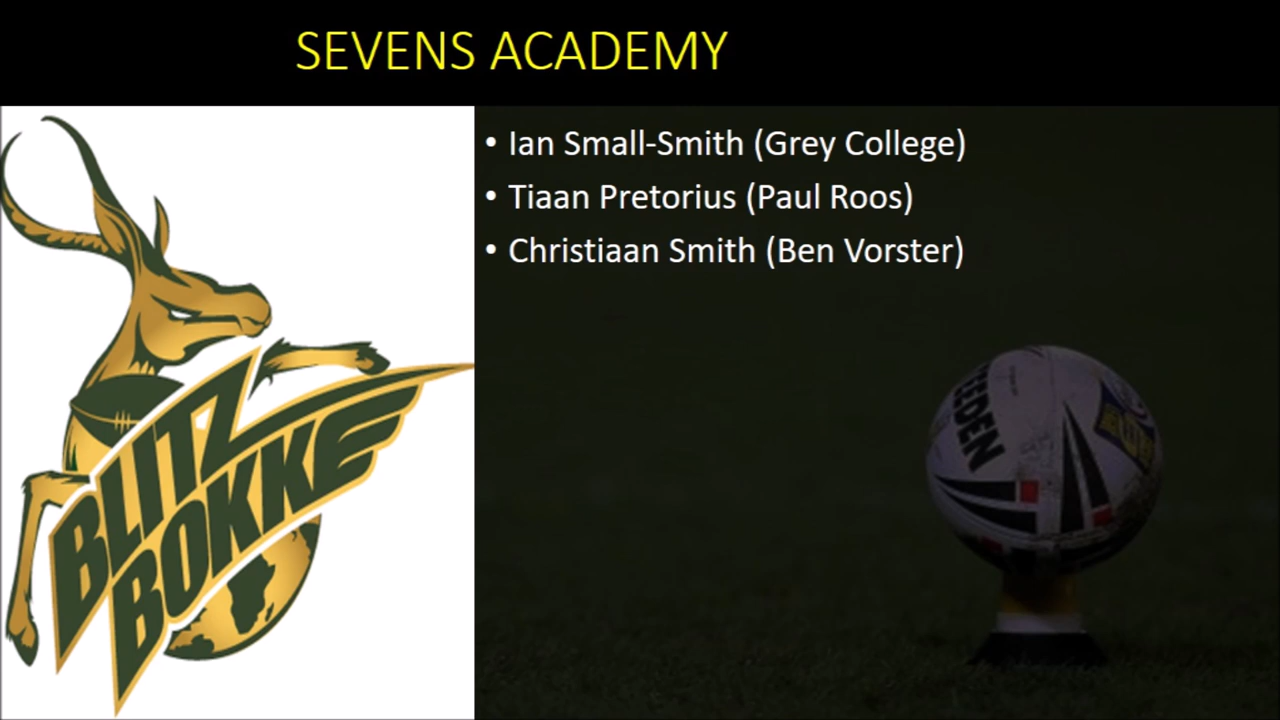 SEVENS ACADEMY
• Ian Small-Smith (Grey College)
• Tiaan Pretorius (Paul Roos)
• Christiaan Smith (Ben Vorster)
BLITZ
BOKKE